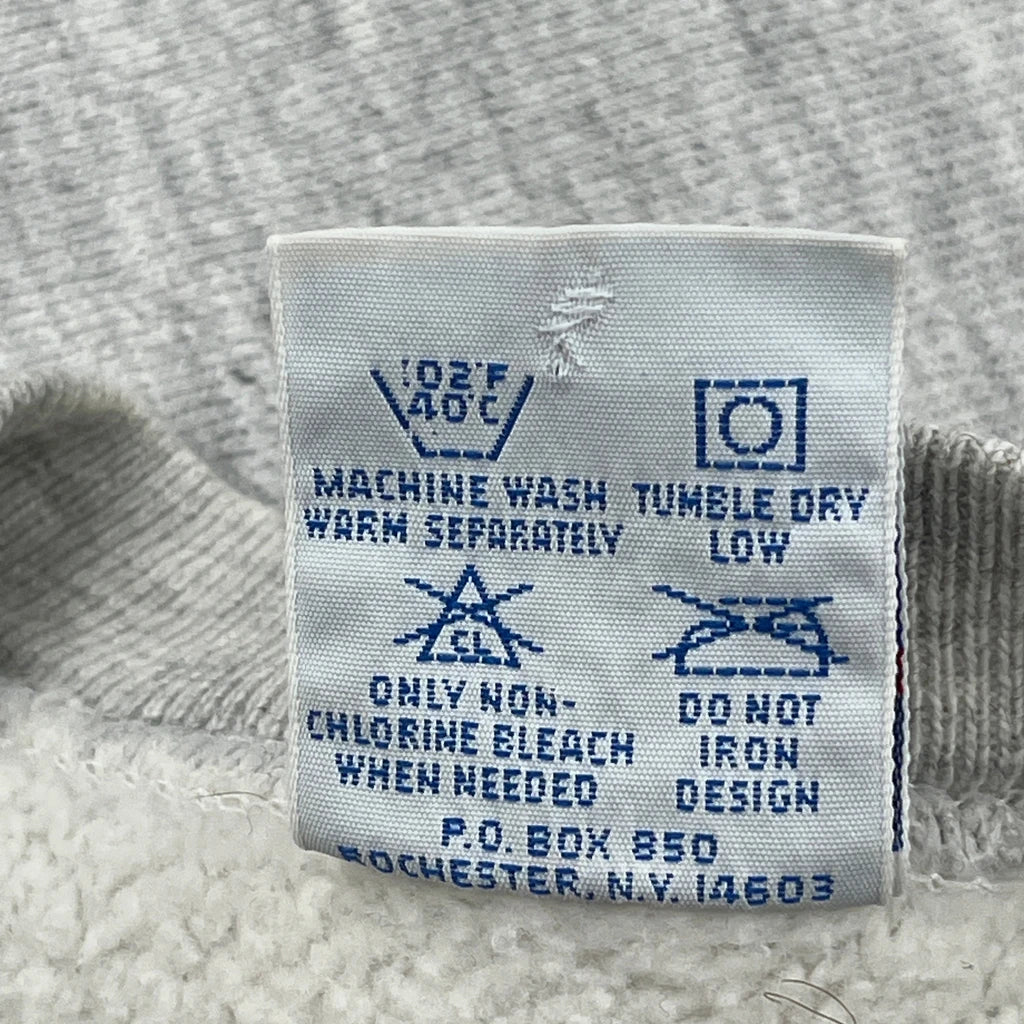 102°F
40°C
MACHINE WASH
WARM SEPARATELY
TUMBLE DRY
LOW
CL
ONLY NON-
CHLORINE BLEACH
WHEN NEEDED
DO NOT
IRON
DESIGN
P.O. BOX 850
ROCHESTER, N.Y. 14603